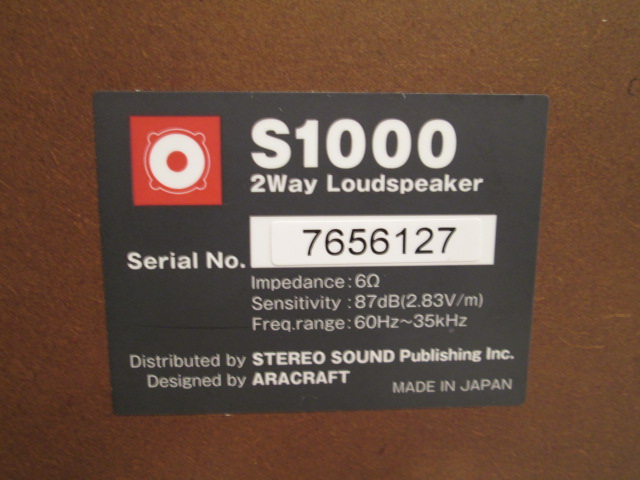 S1000
2Way Loudspeaker
Serial No. 7656127
Impedance:6Ω
Sensitivity:87dB(2.83V/m)
Freq.range:60Hz~35kHz
Distributed by STEREO SOUND Publishing Inc.
Designed by ARACRAFT
MADE IN JAPAN